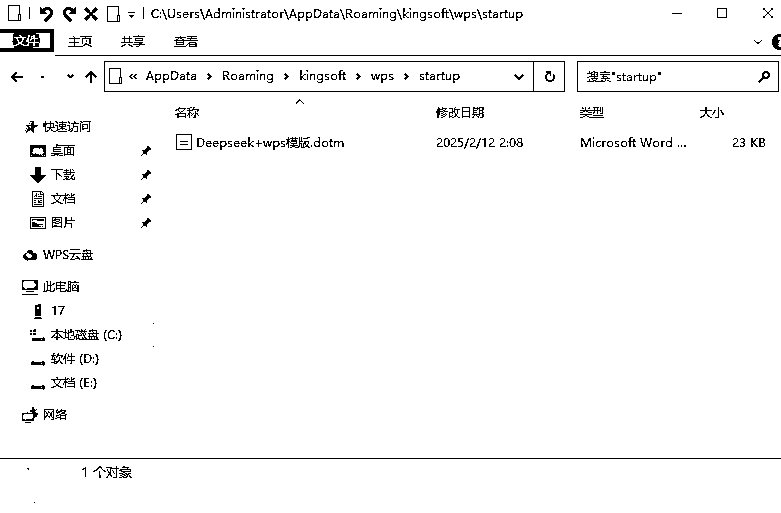 C:\Users\Administrator\AppData\Roaming\kingsoft\wps\startup
文件 主页 共享 查看
« AppData › Roaming › kingsoft › wps › startup 搜索"startup"
名称 修改日期 类型 大小
快速访问
Deepseek+wps模版.dotm 2025/2/12 2:08 Microsoft Word ... 23 KB
桌面
下载
文档
图片
WPS云盘
此电脑
17
本地磁盘 (C:)
软件 (D:)
文档 (E:)
网络
1 个对象